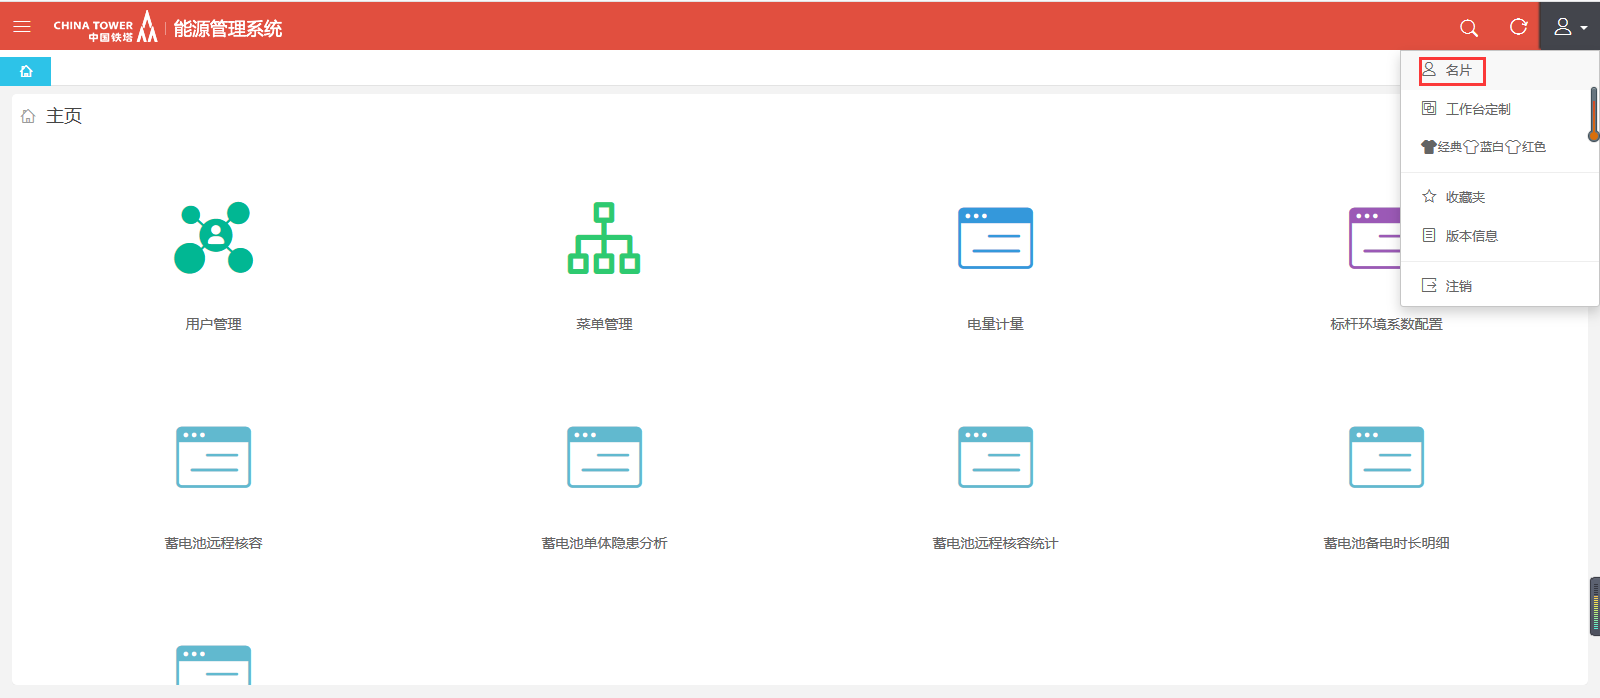 CHINA TOWER
中国铁塔
能源管理系统
名片
工作台定制
经典 蓝白 红色
收藏夹
版本信息
注销
主页
用户管理
菜单管理
电量计量
标杆环境系数配置
蓄电池远程核容
蓄电池单体隐患分析
蓄电池远程核容统计
蓄电池备电时长明细